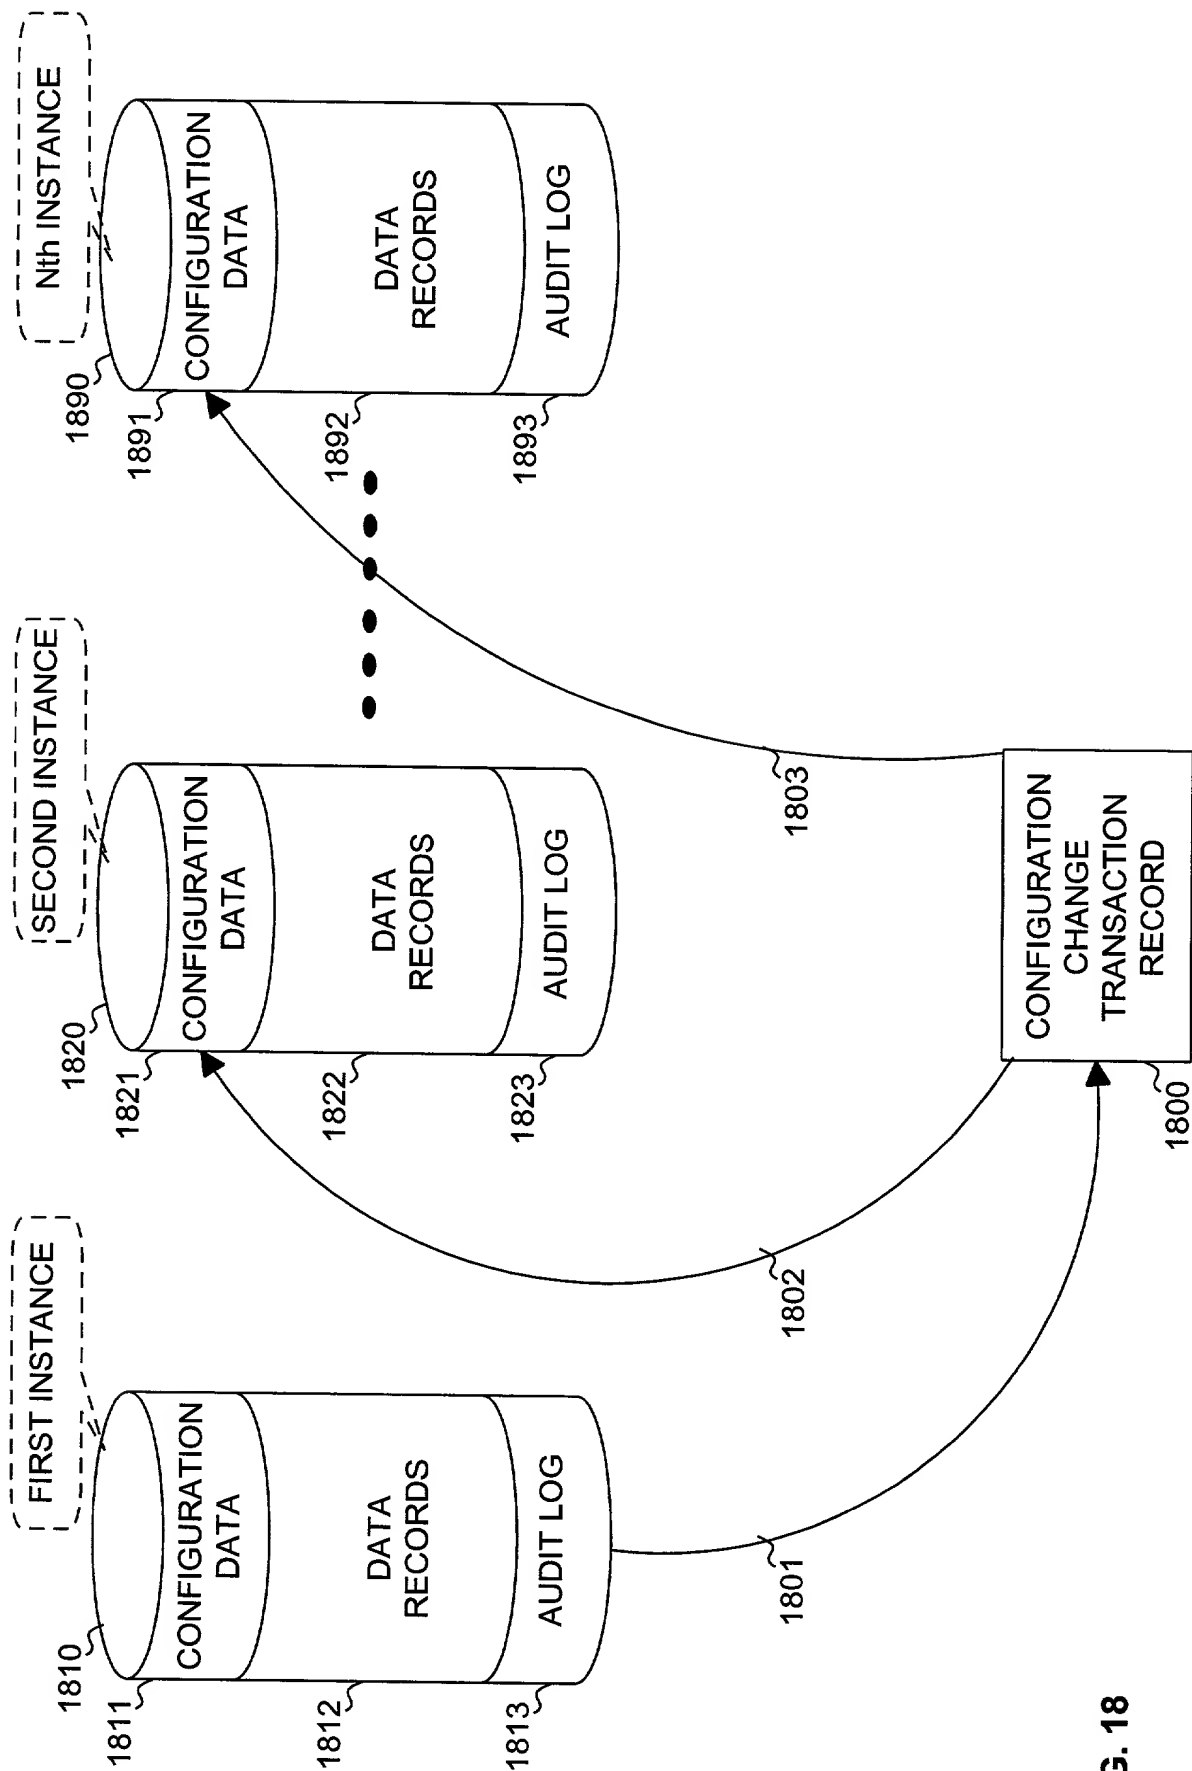 FIRST INSTANCE
1810
1811
CONFIGURATION
DATA
1812
DATA
RECORDS
1813
AUDIT LOG
SECOND INSTANCE
1820
1821
CONFIGURATION
DATA
1822
DATA
RECORDS
1823
AUDIT LOG
Nth INSTANCE
1890
1891
CONFIGURATION
DATA
1892
DATA
RECORDS
1893
AUDIT LOG
1801
1802
1803
1800
CONFIGURATION
CHANGE
TRANSACTION
RECORD
G. 18